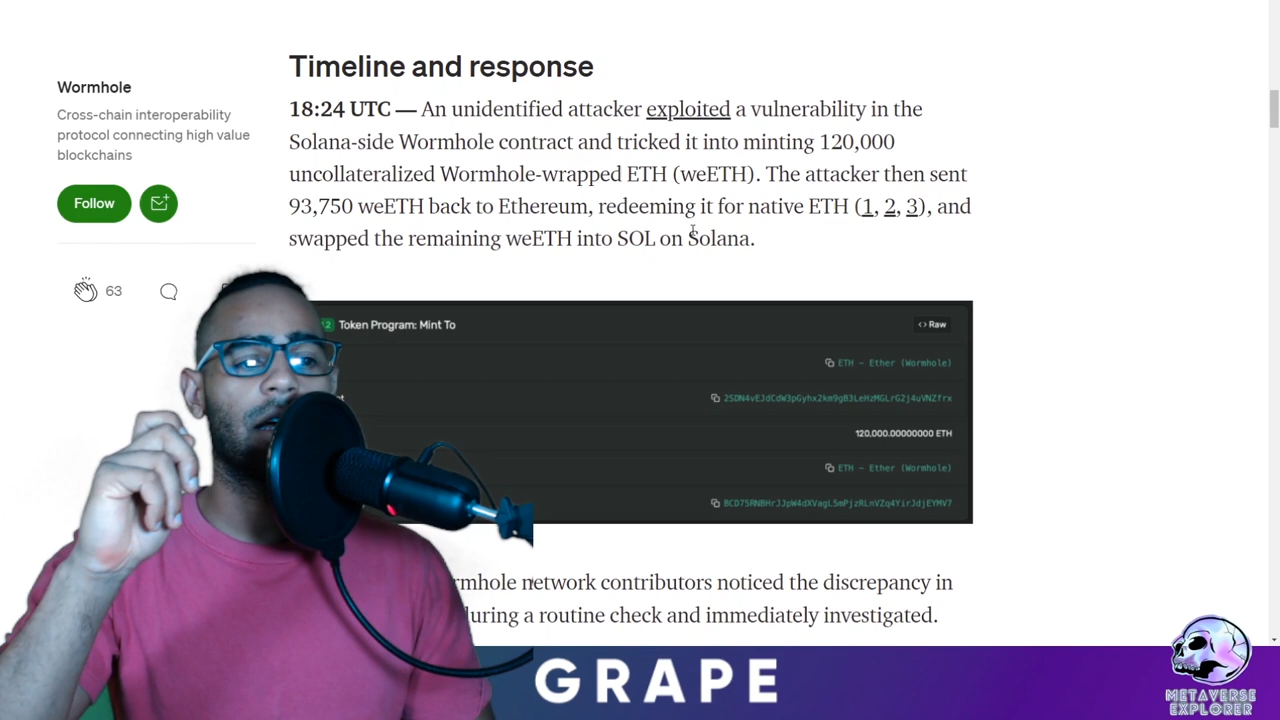 Timeline and response
Wormhole
Cross-chain interoperability
protocol connecting high value
blockchains
Follow
63
18:24 UTC — An unidentified attacker exploited a vulnerability in the
Solana-side Wormhole contract and tricked it into minting 120,000
uncollateralized Wormhole-wrapped ETH (weETH). The attacker then sent
93,750 weETH back to Ethereum, redeeming it for native ETH (1, 2, 3), and
swapped the remaining weETH into SOL on Solana.
Token Program: Mint To
<> Raw
ETH – Ether (Wormhole)
120,000.00000000 ETH
ETH – Ether (Wormhole)
network contributors noticed the discrepancy in
during a routine check and immediately investigated.
GRAPE
METAVERSE
EXPLORER